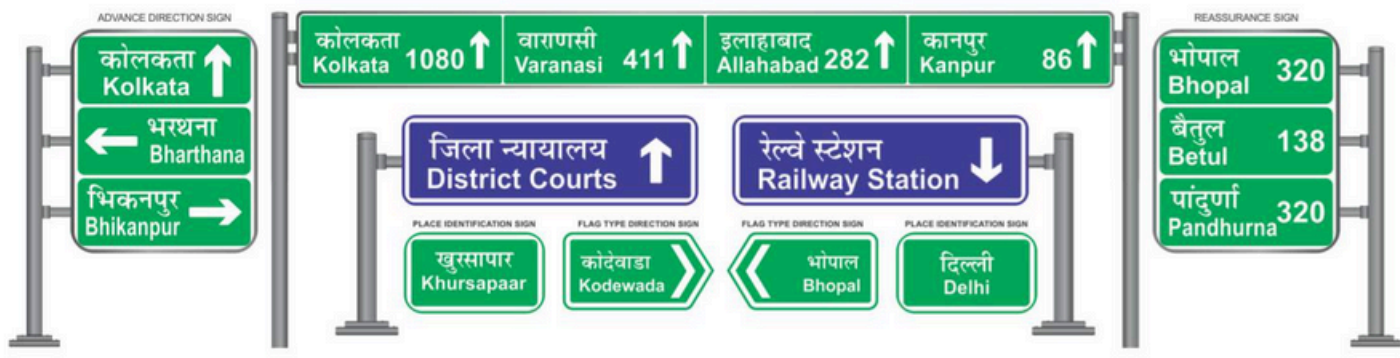 ADVANCE DIRECTION SIGN
कोलकता
Kolkata
भरथना
Bharthana
भिकनपुर
Bhikanpur
कोलकता
Kolkata 1080
वाराणसी
Varanasi 411
इलाहाबाद
Allahabad 282
कानपुर
Kanpur 86
जिला न्यायालय
District Courts
रेल्वे स्टेशन
Railway Station
PLACE IDENTIFICATION SIGN
खुरसापार
Khursapaar
FLAG TYPE DIRECTION SIGN
कोदेवाडा
Kodewada
FLAG TYPE DIRECTION SIGN
भोपाल
Bhopal
PLACE IDENTIFICATION SIGN
दिल्ली
Delhi
REASSURANCE SIGN
भोपाल
Bhopal 320
बैतुल
Betul 138
पांदुर्णा
Pandhurna 320